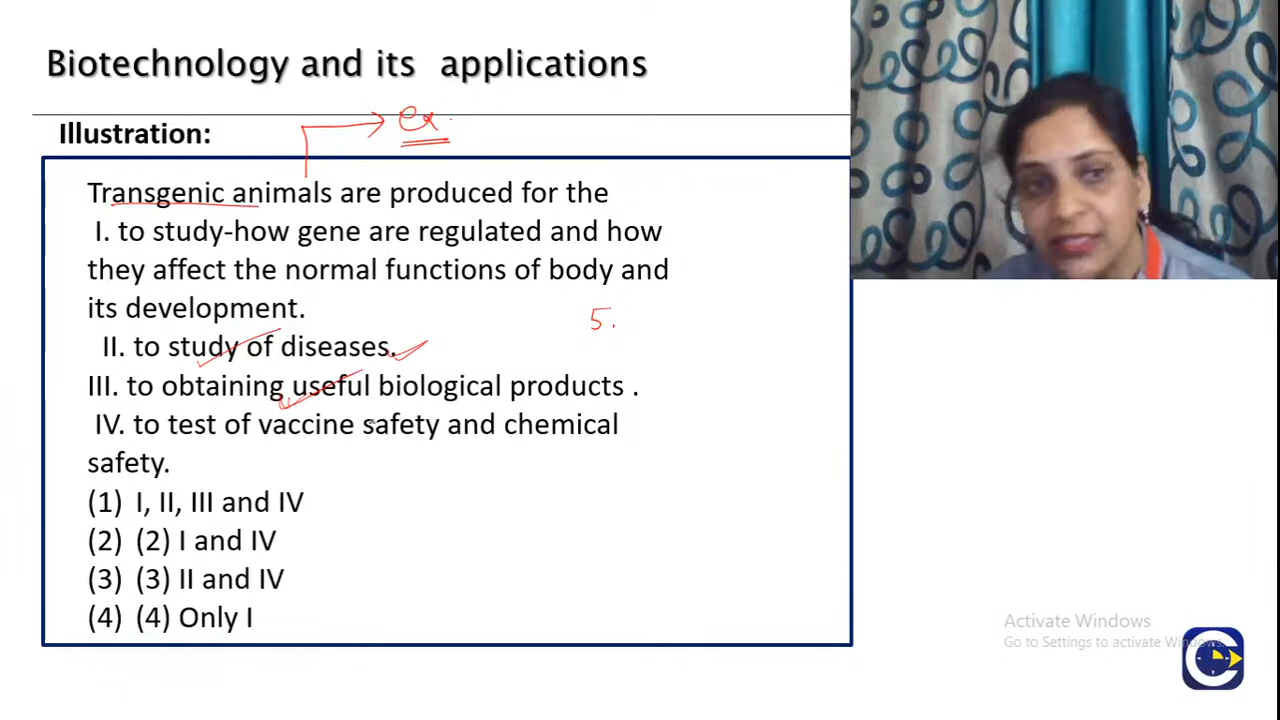 Biotechnology and its applications
ex
Illustration:
Transgenic animals are produced for the
I. to study-how gene are regulated and how
they affect the normal functions of body and
its development.
5.
II. to study of diseases.
III. to obtaining useful biological products .
IV. to test of vaccine safety and chemical
safety.
(1) I, II, III and IV
(2) (2) I and IV
(3) (3) II and IV
(4) (4) Only I
Activate Windows
Go to Settings to activate Windows.